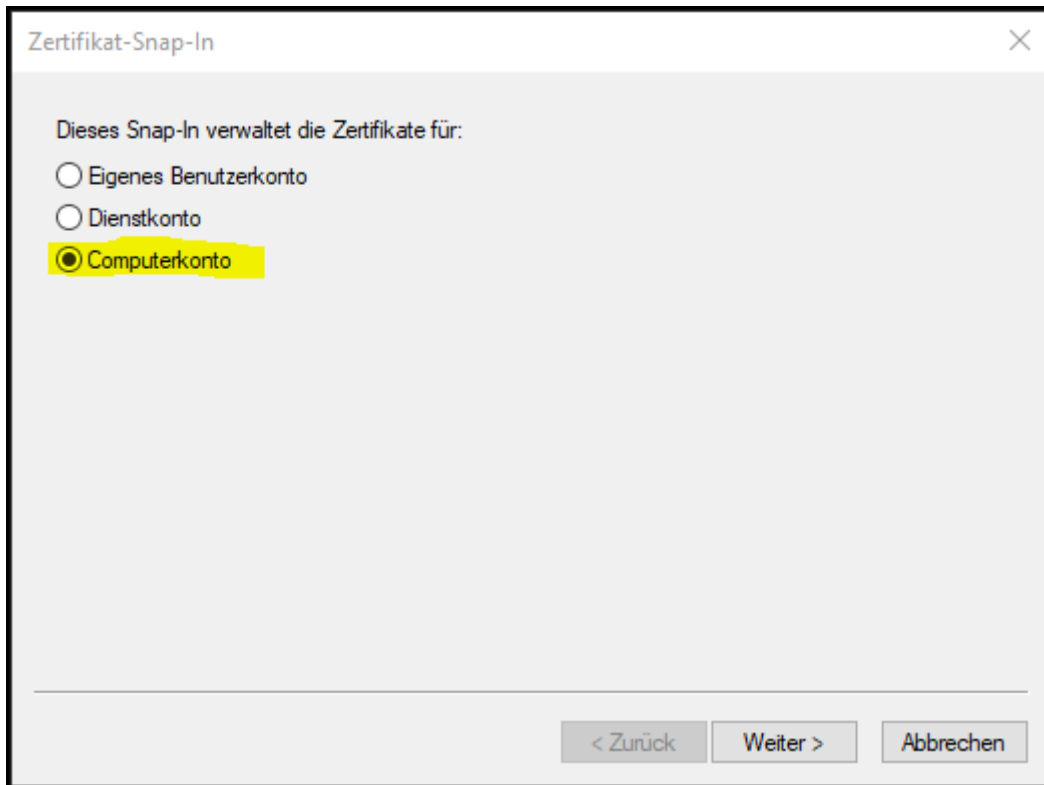 Zertifikat-Snap-In
Dieses Snap-In verwaltet die Zertifikate für:
Eigenes Benutzerkonto
Dienstkonto
Computerkonto
< Zurück Weiter > Abbrechen